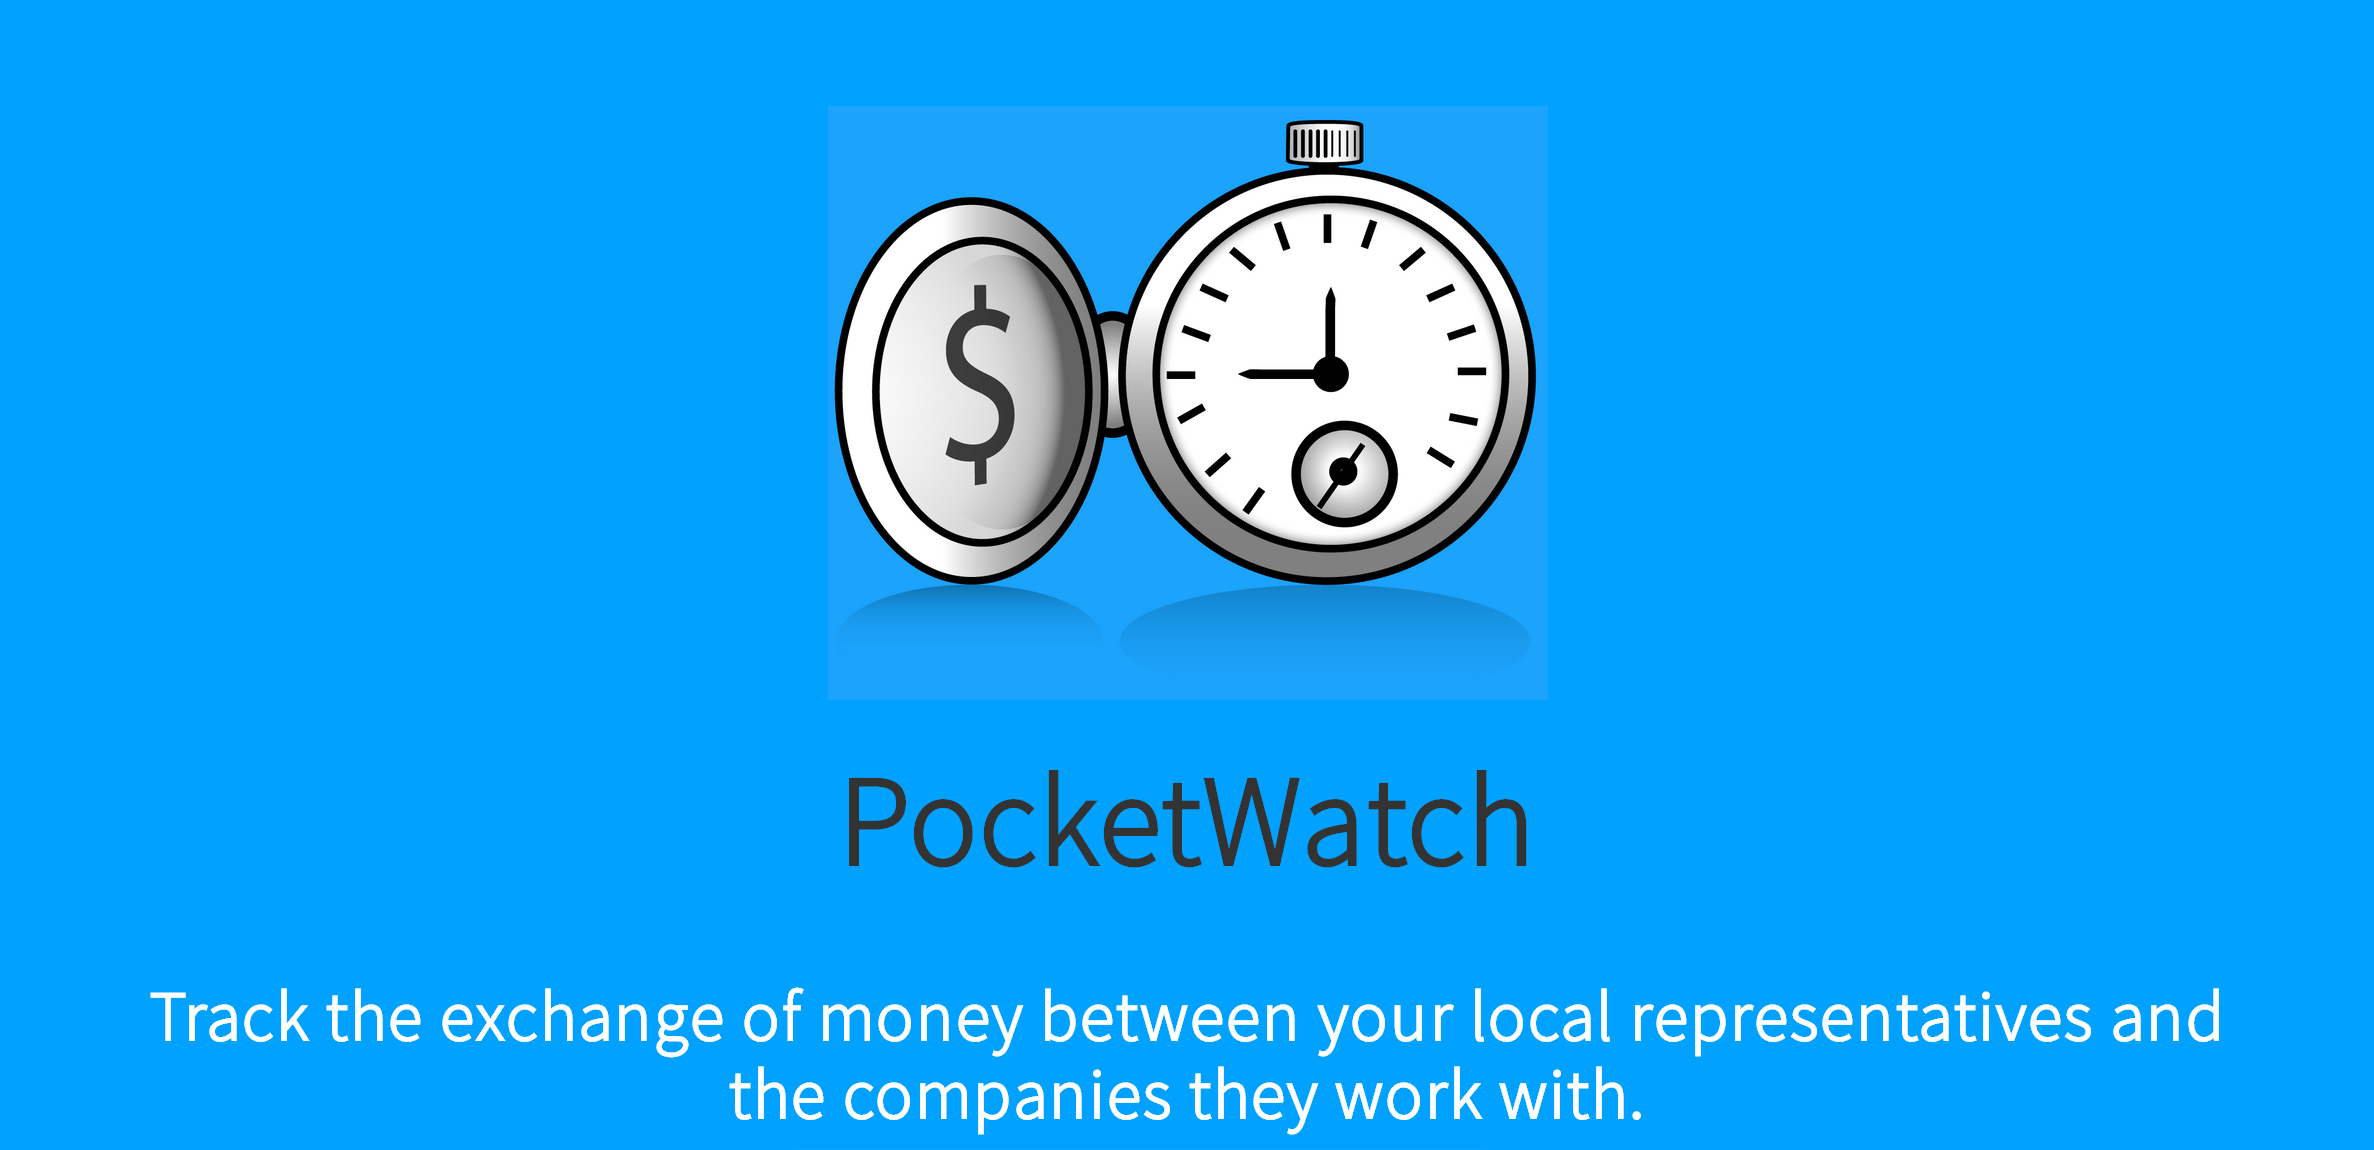 $
PocketWatch
Track the exchange of money between your local representatives and
the companies they work with.